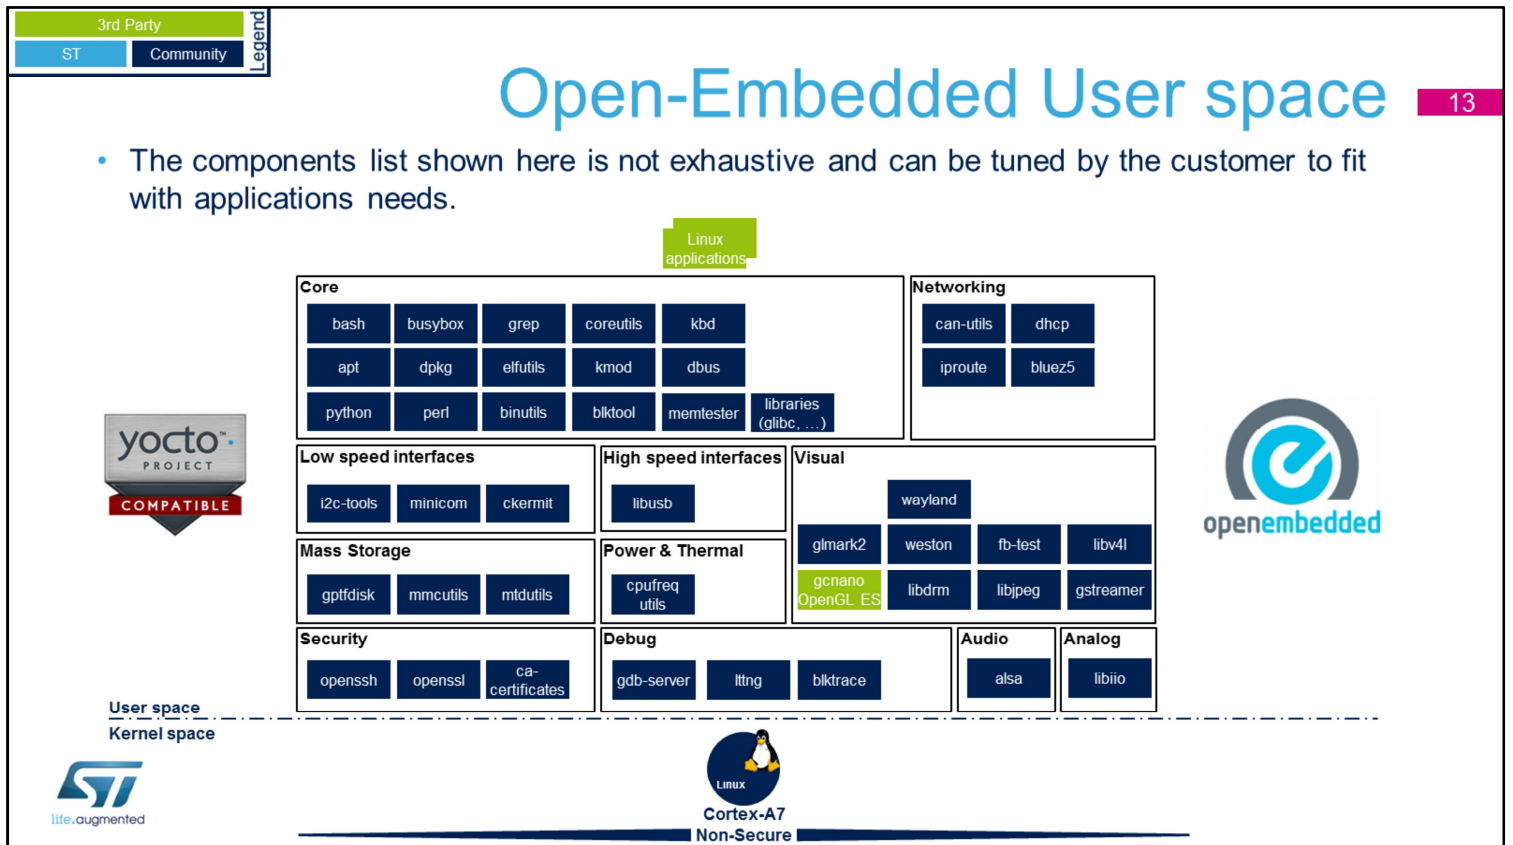 3rd Party
ST
Community
Legend
Open-Embedded User space
13
• The components list shown here is not exhaustive and can be tuned by the customer to fit
with applications needs.
Linux
applications
Core
bash
busybox
grep
coreutils
kbd
apt
dpkg
elfutils
kmod
dbus
python
perl
binutils
blktool
memtester
libraries
(glibc, ...)
Networking
can-utils
dhcp
iproute
bluez5
Low speed interfaces
i2c-tools
minicom
ckermit
High speed interfaces
libusb
Visual
wayland
glmark2
weston
fb-test
libv4l
gcnano
OpenGL ES
libdrm
libjpeg
gstreamer
Mass Storage
gptfdisk
mmcutils
mtdutils
Power & Thermal
cpufreq
utils
Security
openssh
openssl
ca-
certificates
Debug
gdb-server
lttng
blktrace
Audio
alsa
Analog
libiio
yocto™
PROJECT
COMPATIBLE
openembedded
User space
Kernel space
ST
life.augmented
Linux
Cortex-A7
Non-Secure